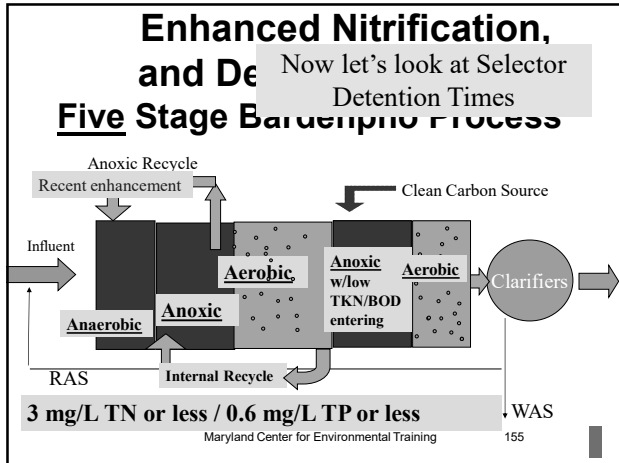 Enhanced Nitrification,
and De
Now let's look at Selector
Detention Times
Five Stage Bardenpho Process
Anoxic Recycle
Recent enhancement
Clean Carbon Source
Influent
Anaerobic
Anoxic
Aerobic
Anoxic
w/low
TKN/BOD
entering
Aerobic
Clarifiers
RAS
Internal Recycle
WAS
3 mg/L TN or less / 0.6 mg/L TP or less
Maryland Center for Environmental Training
155